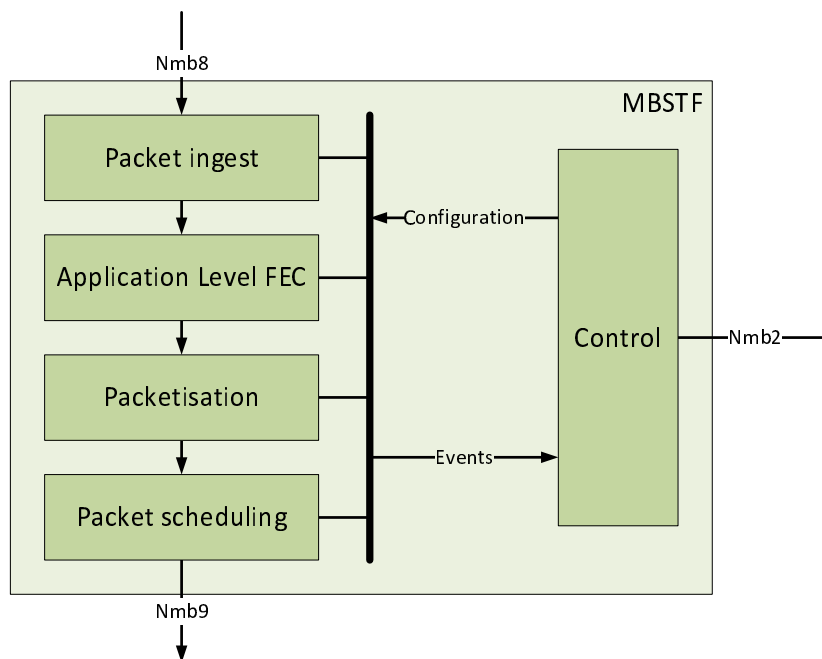 Nmb8
MBSTF
Packet ingest
Configuration
Application Level FEC
Control
Nmb2
Packetisation
Events
Packet scheduling
Nmb9